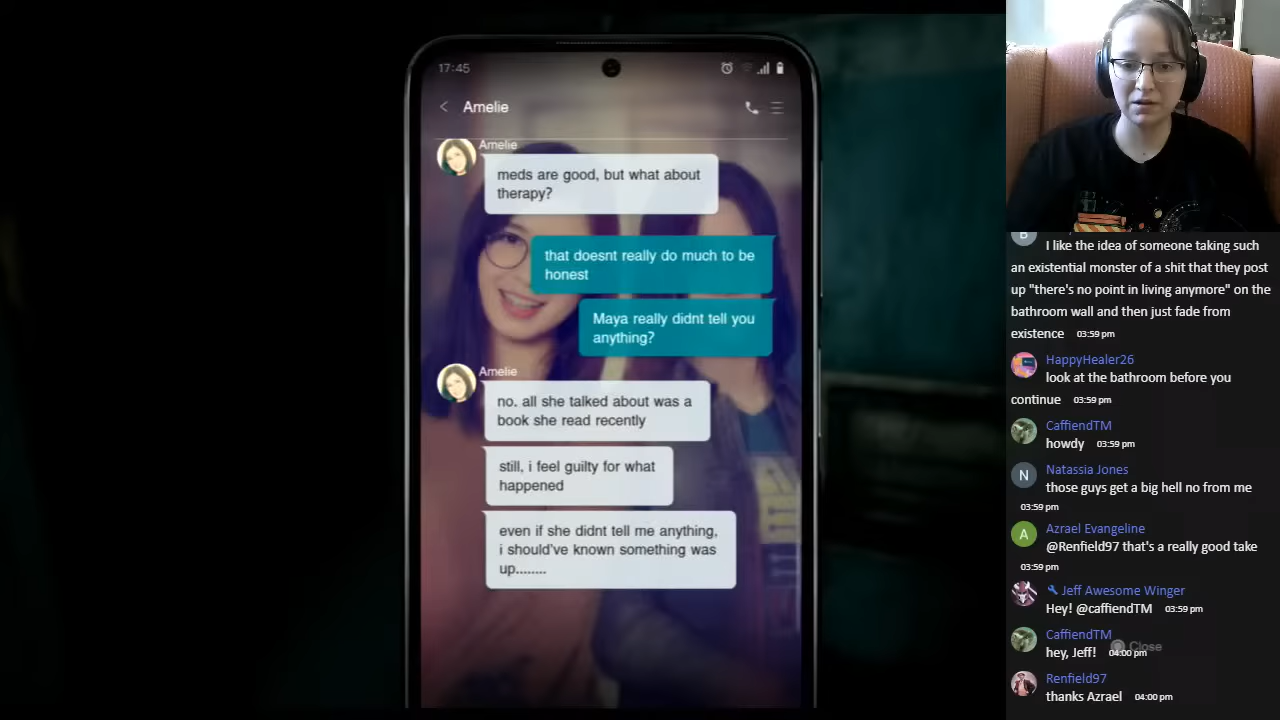 17:45
Amelie
Amelie
meds are good, but what about
therapy?
that doesnt really do much to be
honest
Maya really didnt tell you
anything?
Amelie
no. all she talked about was a
book she read recently
still, i feel guilty for what
happened
even if she didnt tell me anything,
i should've known something was
up........
B
I like the idea of someone taking such
an existential monster of a shit that they post
up "there's no point in living anymore" on the
bathroom wall and then just fade from
existence 03:59 pm
HappyHealer26
look at the bathroom before you
continue 03:59 pm
CaffiendTM
howdy 03:59 pm
N
Natassia Jones
those guys get a big hell no from me
03:59 pm
A
Azrael Evangeline
@Renfield97 that's a really good take
03:59 pm
Jeff Awesome Winger
Hey! @caffiendTM 03:59 pm
CaffiendTM
hey, Jeff! 04:00 pm
Close
Renfield97
thanks Azrael 04:00 pm